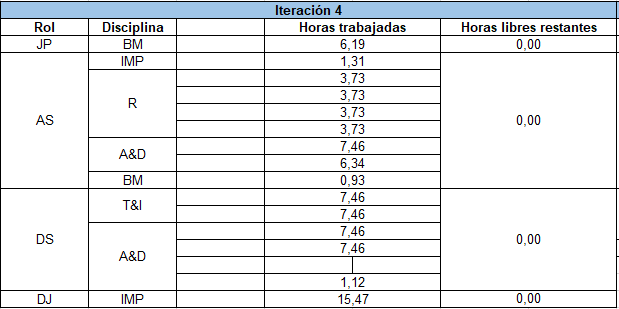 Iteración 4
Rol Disciplina Horas trabajadas Horas libres restantes
JP BM 6,19 0,00
IMP 1,31
3,73
3,73
R
3,73
3,73
AS 0,00
7,46
A&D
6,34
BM 0,93
7,46
T&I
7,46
7,46
DS 0,00
7,46
A&D
1,12
DJ IMP 15,47 0,00